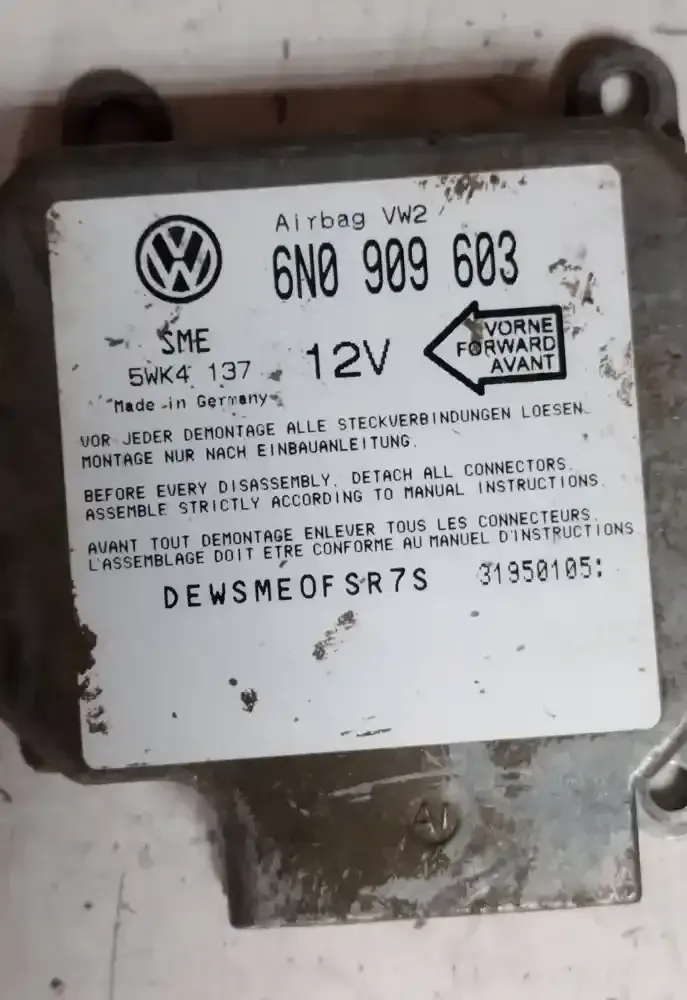 Airbag VW2
6N0 909 603
SME
5WK4 137
12V
VORNE
FORWARD
AVANT
Made in Germany
VOR JEDER DEMONTAGE ALLE STECKVERBINDUNGEN LOESEN.
MONTAGE NUR NACH EINBAUANLEITUNG.
BEFORE EVERY DISASSEMBLY, DETACH ALL CONNECTORS.
ASSEMBLE STRICTLY ACCORDING TO MANUAL INSTRUCTIONS.
AVANT TOUT DEMONTAGE ENLEVER TOUS LES CONNECTEURS.
L'ASSEMBLAGE DOIT ETRE CONFORME AU MANUEL D'INSTRUCTIONS
DEWSMEOFSR7S 31950105:
A1